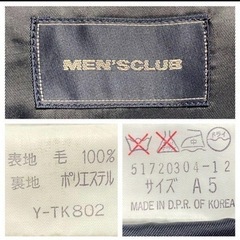 MEN'SCLUB
表地 毛 100%
裏地 ポリエステル
Y-TK802
51720304-12
サイズ A5
MADE IN D.P.R. OF KOREA